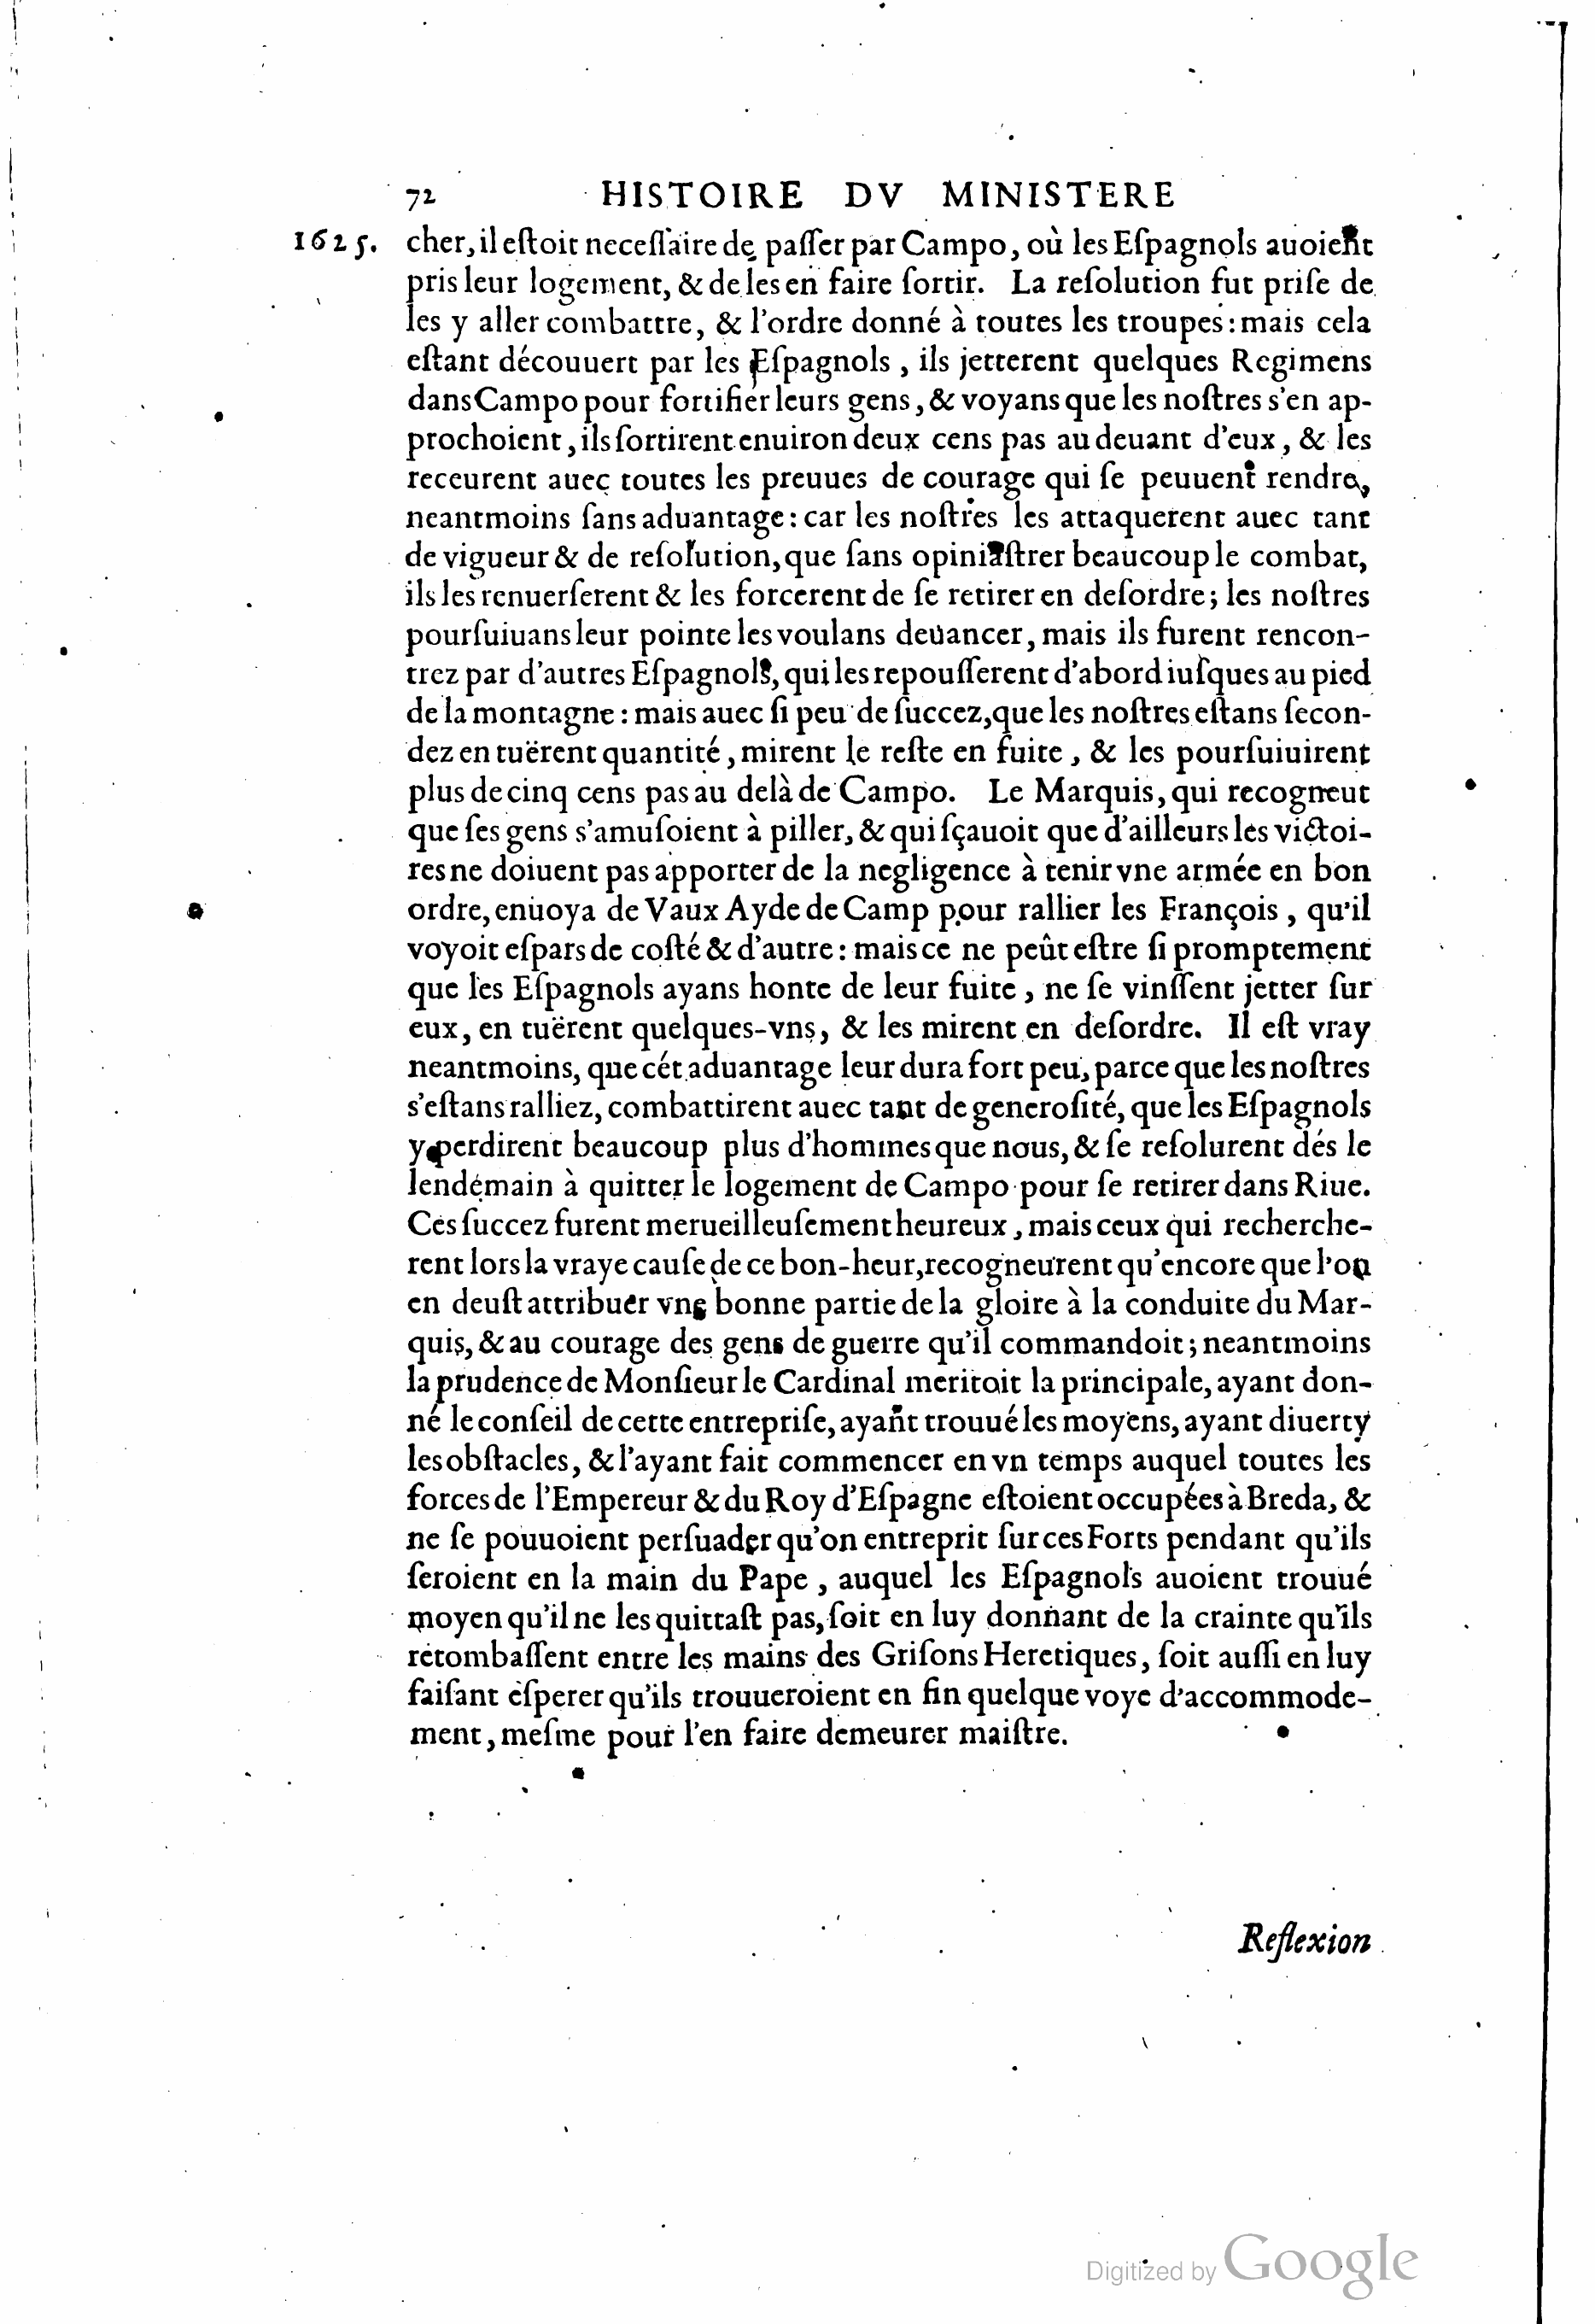 72 HISTOIRE DV MINISTERE
1625. cher, il eſtoit neceſſaire de paſſer par Campo, où les Eſpagnols auoient
pris leur logement, & de les en faire ſortir. La reſolution fut priſe de
les y aller combattre, & l'ordre donné à toutes les troupes : mais cela
eſtant découuert par les Eſpagnols , ils jetterent quelques Regimens
dans Campo pour fortifier leurs gens, & voyans que les noſtres s'en ap-
prochoient, ils ſortirent enuiron deux cens pas au deuant d'eux, & les
receurent auec toutes les preuues de courage qui ſe peuuent rendre,
neantmoins ſans aduantage : car les noſtres les attaquerent auec tant
de vigueur & de reſolution, que ſans opiniaſtrer beaucoup le combat,
ils les renuerſerent & les forcerent de ſe retirer en deſordre; les noſtres
pourſuiuans leur pointe les voulans deuancer, mais ils furent rencon-
trez par d'autres Eſpagnols, qui les repouſſerent d'abord iuſques au pied
de la montagne : mais auec ſi peu de ſuccez, que les noſtres eſtans ſecon-
dez en tuërent quantité, mirent le reſte en fuite , & les pourſuiuirent
plus de cinq cens pas au delà de Campo. Le Marquis, qui recogneut
que ſes gens s'amuſoient à piller, & qui ſçauoit que d'ailleurs les victoi-
res ne doiuent pas apporter de la negligence à tenir vne armée en bon
ordre, enuoya de Vaux Ayde de Camp pour rallier les François , qu'il
voyoit eſpars de coſté & d'autre : mais ce ne peût eſtre ſi promptement
que les Eſpagnols ayans honte de leur fuite , ne ſe vinſſent jetter ſur
eux, en tuërent quelques-vns, & les mirent en deſordre. Il eſt vray
neantmoins, que cét aduantage leur dura fort peu, parce que les noſtres
s'eſtans ralliez, combattirent auec tant de generoſité, que les Eſpagnols
y perdirent beaucoup plus d'hommes que nous, & ſe reſolurent dés le
lendemain à quitter le logement de Campo pour ſe retirer dans Riue.
Ces ſuccez furent merueilleuſement heureux, mais ceux qui recherche-
rent lors la vraye cauſe de ce bon-heur, recogneurent qu'encore que l'on
en deuſt attribuer vne bonne partie de la gloire à la conduite du Mar-
quis, & au courage des gens de guerre qu'il commandoit; neantmoins
la prudence de Monſieur le Cardinal meritoit la principale, ayant don-
né le conſeil de cette entrepriſe, ayant trouué les moyens, ayant diuerty
les obſtacles, & l'ayant fait commencer en vn temps auquel toutes les
forces de l'Empereur & du Roy d'Eſpagne eſtoient occupées à Breda, &
ne ſe pouuoient perſuader qu'on entreprit ſur ces Forts pendant qu'ils
ſeroient en la main du Pape , auquel les Eſpagnols auoient trouué
moyen qu'il ne les quittaſt pas, ſoit en luy donnant de la crainte qu'ils
retombaſſent entre les mains des Griſons Heretiques, ſoit auſſi en luy
faiſant eſperer qu'ils trouueroient en fin quelque voye d'accommode-
ment, meſme pour l'en faire demeurer maiſtre.
Reflexion
Digitized by Google